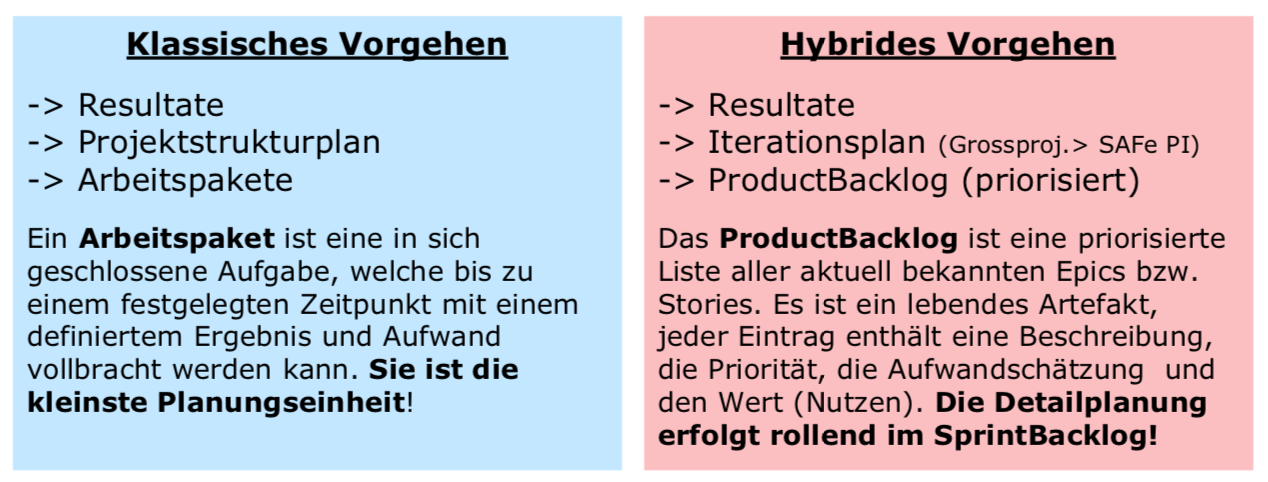 Klassisches Vorgehen
-> Resultate
-> Projektstrukturplan
-> Arbeitspakete
Ein Arbeitspaket ist eine in sich
geschlossene Aufgabe, welche bis zu
einem festgelegten Zeitpunkt mit einem
definiertem Ergebnis und Aufwand
vollbracht werden kann. Sie ist die
kleinste Planungseinheit!
Hybrides Vorgehen
-> Resultate
-> Iterationsplan (Grossproj.> SAFe PI)
-> ProductBacklog (priorisiert)
Das ProductBacklog ist eine priorisierte
Liste aller aktuell bekannten Epics bzw.
Stories. Es ist ein lebendes Artefakt,
jeder Eintrag enthält eine Beschreibung,
die Priorität, die Aufwandschätzung  und
den Wert (Nutzen). Die Detailplanung
erfolgt rollend im SprintBacklog!